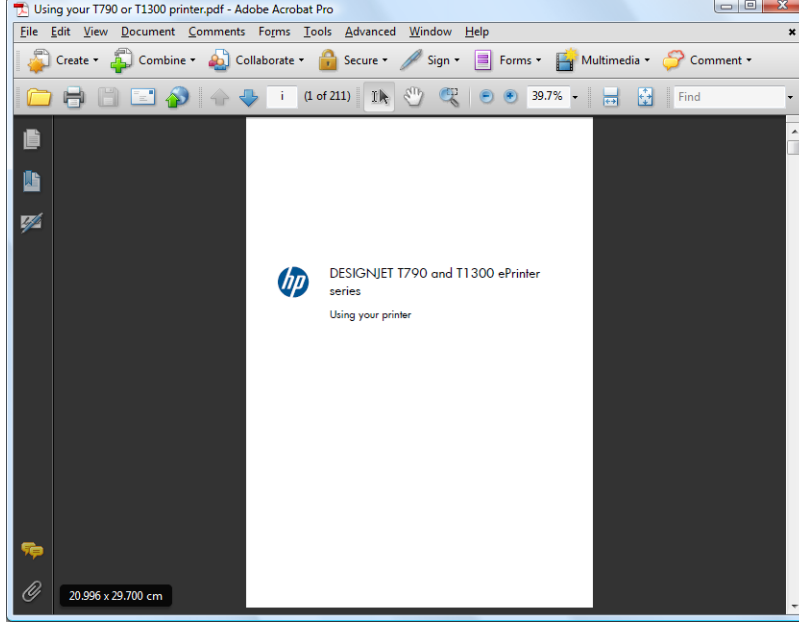 Using your T790 or T1300 printer.pdf - Adobe Acrobat Pro
File Edit View Document Comments Forms Tools Advanced Window Help
Create Combine Collaborate Secure Sign Forms Multimedia Comment
i (1 of 211) 39.7% Find
hp
DESIGNJET T790 and T1300 ePrinter
series
Using your printer
20.996 x 29.700 cm